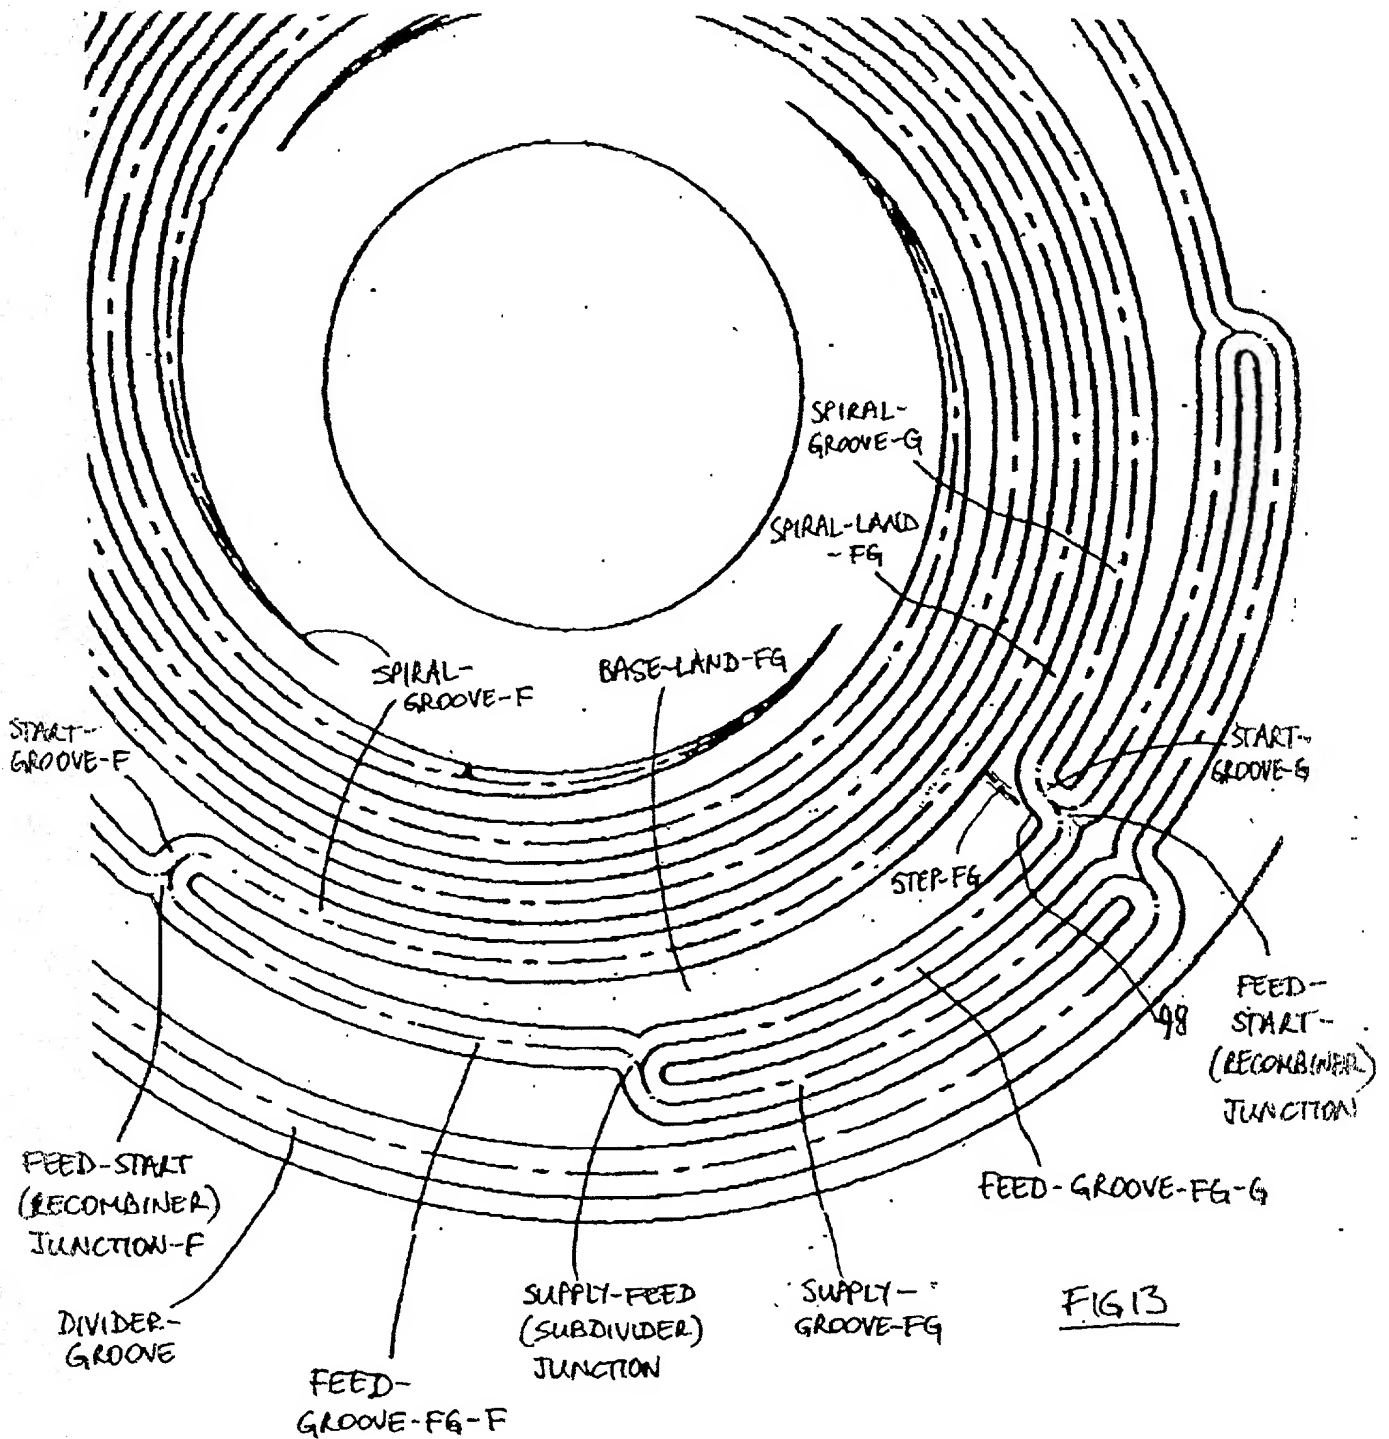 SPIRAL-
GROOVE-G
SPIRAL-LAND
-FG
SPIRAL-
GROOVE-F
BASE-LAND-FG
START-
GROOVE-F
START-
GROOVE-G
STEP-FG
98
FEED-
START-
(RECOMBINER)
JUNCTION
FEED-START
(RECOMBINER)
JUNCTION-F
FEED-GROOVE-FG-G
DIVIDER-
GROOVE
SUPPLY-FEED
(SUBDIVIDER)
JUNCTION
SUPPLY-
GROOVE-FG
FEED-
GROOVE-FG-F
FIG 13